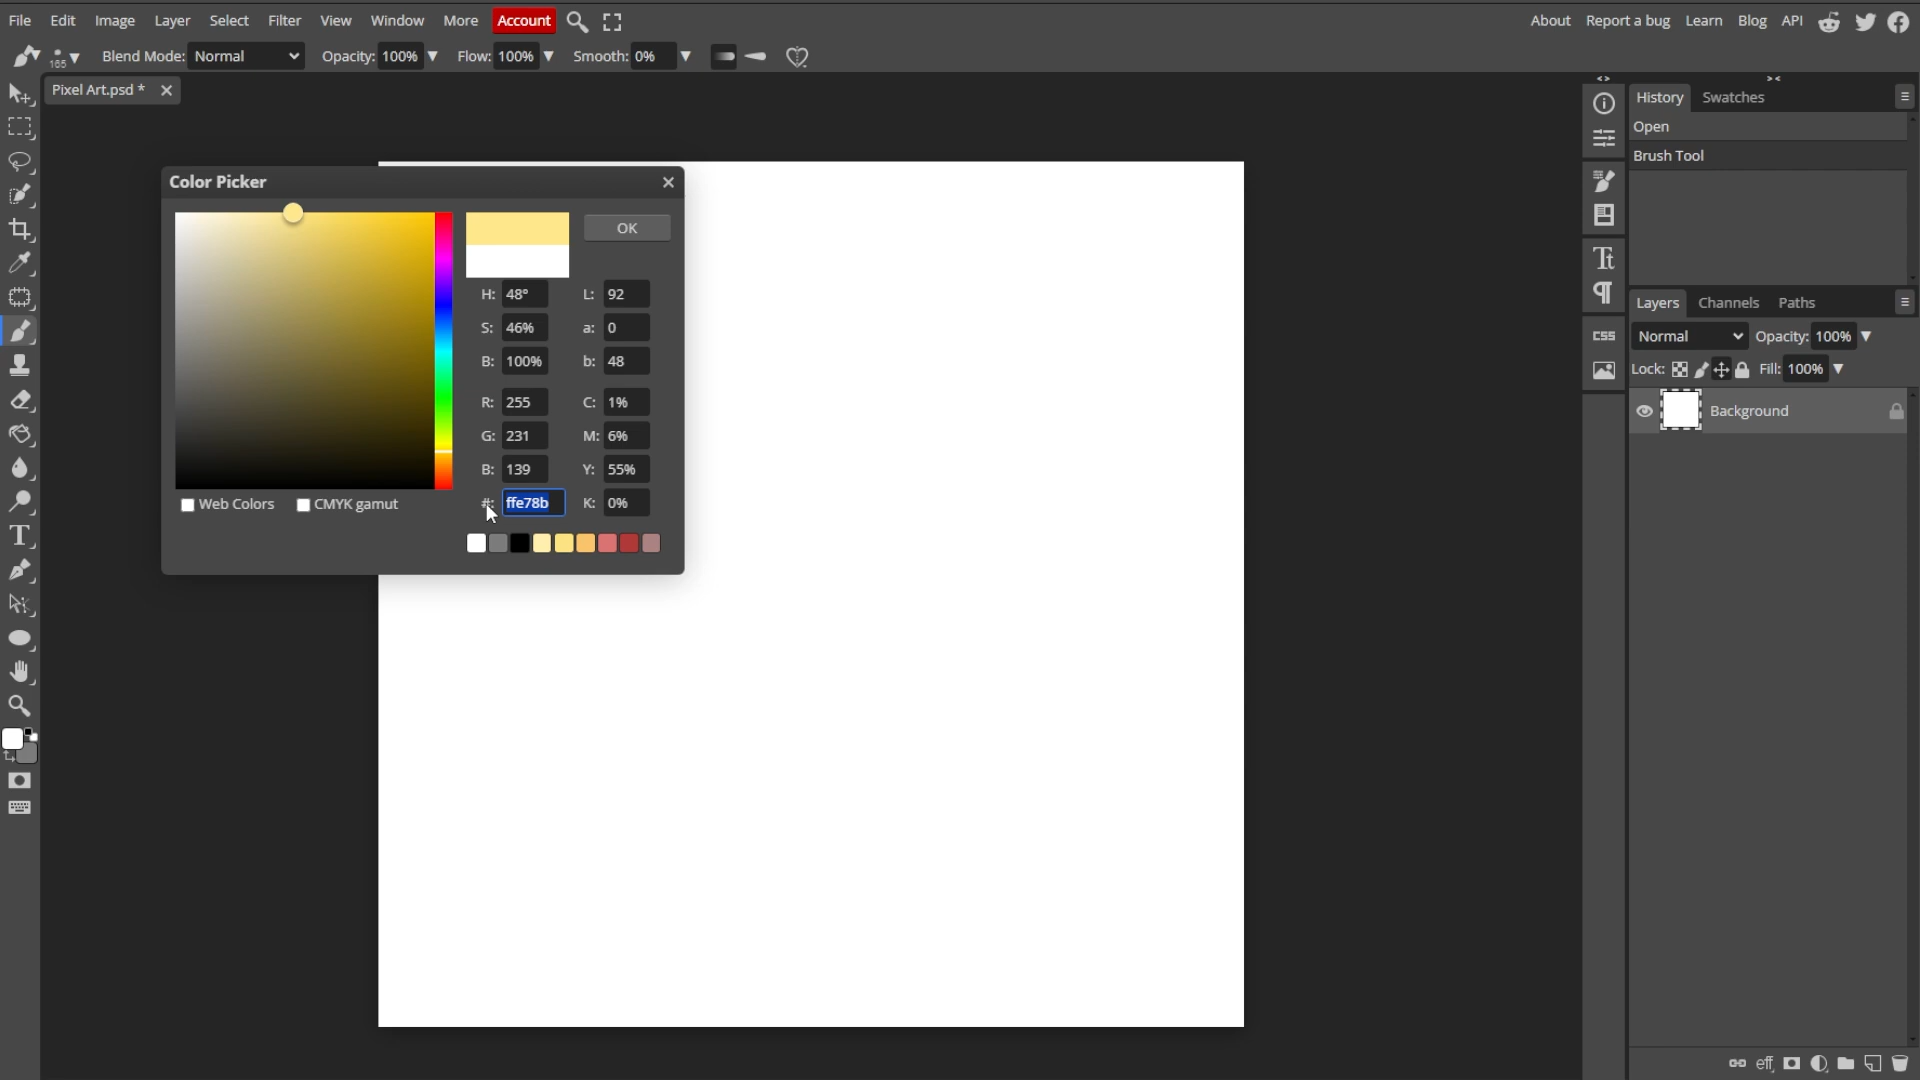 File Edit Image Layer Select Filter View Window More Account About Report a bug Learn Blog API
165 Blend Mode: Normal Opacity: 100% Flow: 100% Smooth: 0%
Pixel Art.psd *
History Swatches
Open
Brush Tool
Color Picker
OK
H: 48° L: 92
S: 46% a: 0
B: 100% b: 48
R: 255 C: 1%
G: 231 M: 6%
B: 139 Y: 55%
#: ffe78b K: 0%
Web Colors CMYK gamut
Tt
CSS
Layers Channels Paths
Normal Opacity: 100%
Lock: Fill: 100%
Background
eff